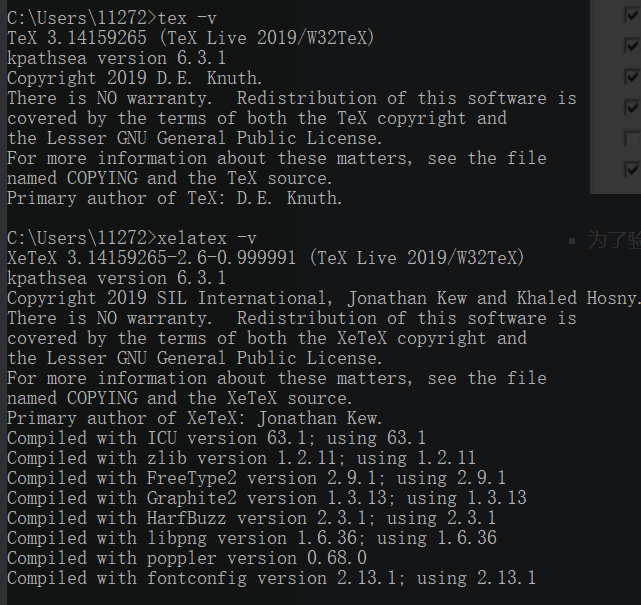 C:\Users\11272>tex -v
TeX 3.14159265 (TeX Live 2019/W32TeX)
kpathsea version 6.3.1
Copyright 2019 D.E. Knuth.
There is NO warranty.  Redistribution of this software is
covered by the terms of both the TeX copyright and
the Lesser GNU General Public License.
For more information about these matters, see the file
named COPYING and the TeX source.
Primary author of TeX: D.E. Knuth.
C:\Users\11272>xelatex -v
XeTeX 3.14159265-2.6-0.999991 (TeX Live 2019/W32TeX)
kpathsea version 6.3.1
Copyright 2019 SIL International, Jonathan Kew and Khaled Hosny.
There is NO warranty.  Redistribution of this software is
covered by the terms of both the XeTeX copyright and
the Lesser GNU General Public License.
For more information about these matters, see the file
named COPYING and the XeTeX source.
Primary author of XeTeX: Jonathan Kew.
Compiled with ICU version 63.1; using 63.1
Compiled with zlib version 1.2.11; using 1.2.11
Compiled with FreeType2 version 2.9.1; using 2.9.1
Compiled with Graphite2 version 1.3.13; using 1.3.13
Compiled with HarfBuzz version 2.3.1; using 2.3.1
Compiled with libpng version 1.6.36; using 1.6.36
Compiled with poppler version 0.68.0
Compiled with fontconfig version 2.13.1; using 2.13.1
为了验